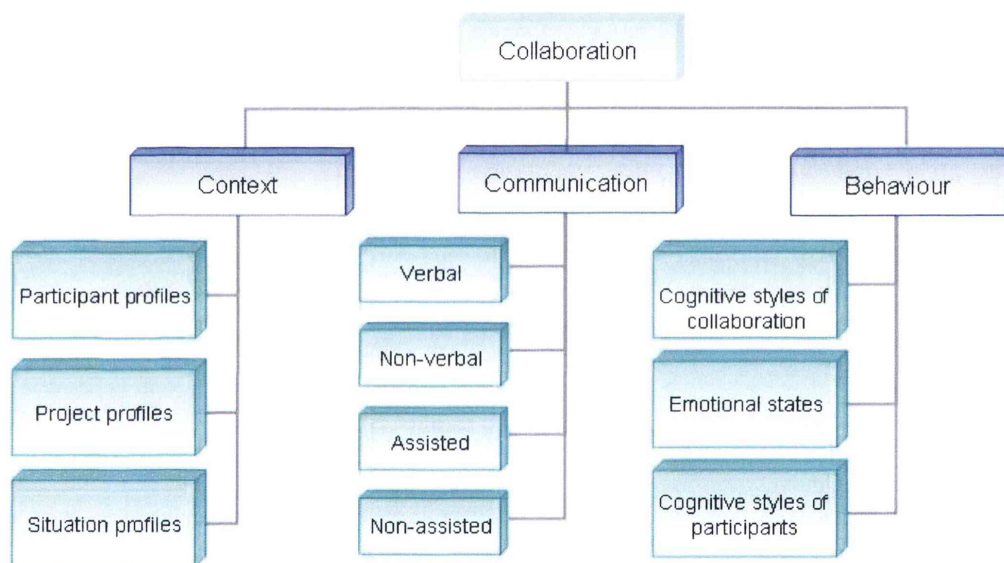 Collaboration
Context
Communication
Behaviour
Participant profiles
Project profiles
Situation profiles
Verbal
Non-verbal
Assisted
Non-assisted
Cognitive styles of
collaboration
Emotional states
Cognitive styles of
participants